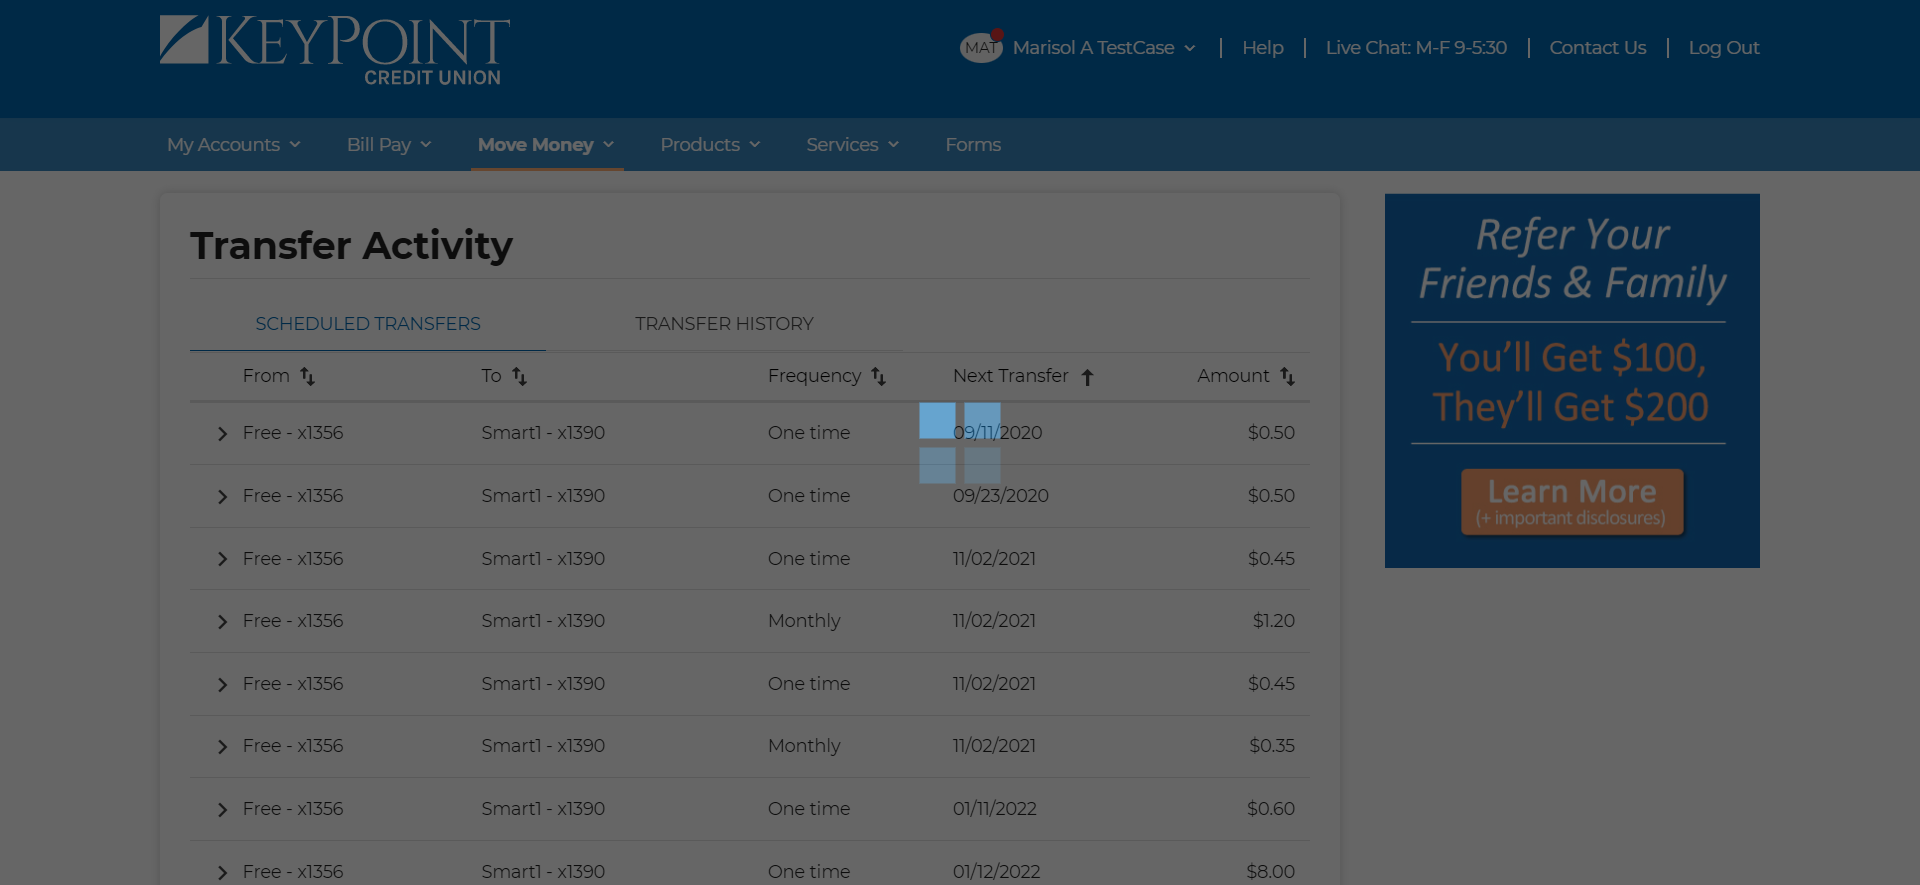 KEYPOINT
CREDIT UNION
MAT Marisol A TestCase | Help | Live Chat: M-F 9-5:30 | Contact Us | Log Out
My Accounts Bill Pay Move Money Products Services Forms
Transfer Activity
SCHEDULED TRANSFERS TRANSFER HISTORY
From To Frequency Next Transfer Amount
Free - x1356 Smart1 - x1390 One time 09/11/2020 $0.50
Free - x1356 Smart1 - x1390 One time 09/23/2020 $0.50
Free - x1356 Smart1 - x1390 One time 11/02/2021 $0.45
Free - x1356 Smart1 - x1390 Monthly 11/02/2021 $1.20
Free - x1356 Smart1 - x1390 One time 11/02/2021 $0.45
Free - x1356 Smart1 - x1390 Monthly 11/02/2021 $0.35
Free - x1356 Smart1 - x1390 One time 01/11/2022 $0.60
Free - x1356 Smart1 - x1390 One time 01/12/2022 $8.00
Refer Your
Friends & Family
You'll Get $100,
They'll Get $200
Learn More
(+ important disclosures)